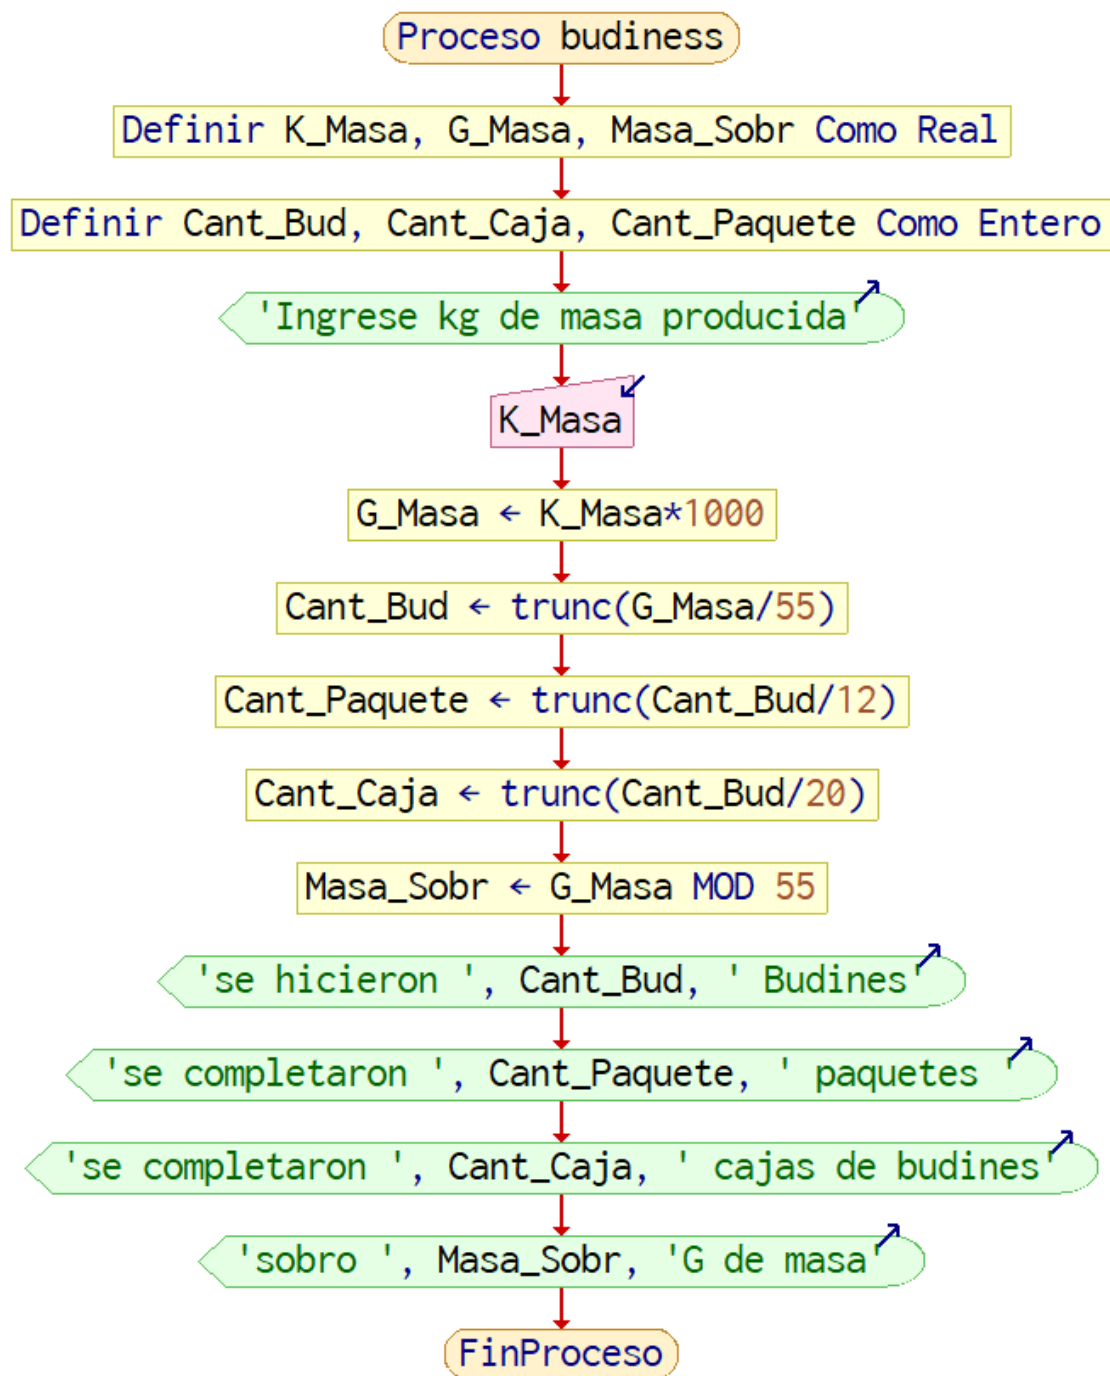 Proceso budiness
Definir K_Masa, G_Masa, Masa_Sobr Como Real
Definir Cant_Bud, Cant_Caja, Cant_Paquete Como Entero
'Ingrese kg de masa producida'
K_Masa
G_Masa ← K_Masa*1000
Cant_Bud ← trunc(G_Masa/55)
Cant_Paquete ← trunc(Cant_Bud/12)
Cant_Caja ← trunc(Cant_Bud/20)
Masa_Sobr ← G_Masa MOD 55
'se hicieron ', Cant_Bud, ' Budines'
'se completaron ', Cant_Paquete, ' paquetes '
'se completaron ', Cant_Caja, ' cajas de budines'
'sobro ', Masa_Sobr, 'G de masa'
FinProceso